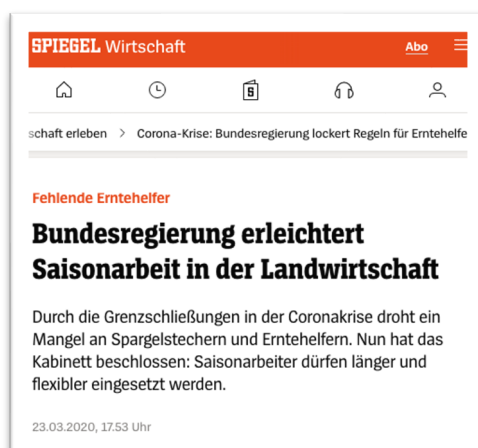 SPIEGEL Wirtschaft
Abo
S
schaft erleben > Corona-Krise: Bundesregierung lockert Regeln für Erntehelfe
Fehlende Erntehelfer
Bundesregierung erleichtert
Saisonarbeit in der Landwirtschaft
Durch die Grenzschließungen in der Coronakrise droht ein
Mangel an Spargelstechern und Erntehelfern. Nun hat das
Kabinett beschlossen: Saisonarbeiter dürfen länger und
flexibler eingesetzt werden.
23.03.2020, 17.53 Uhr